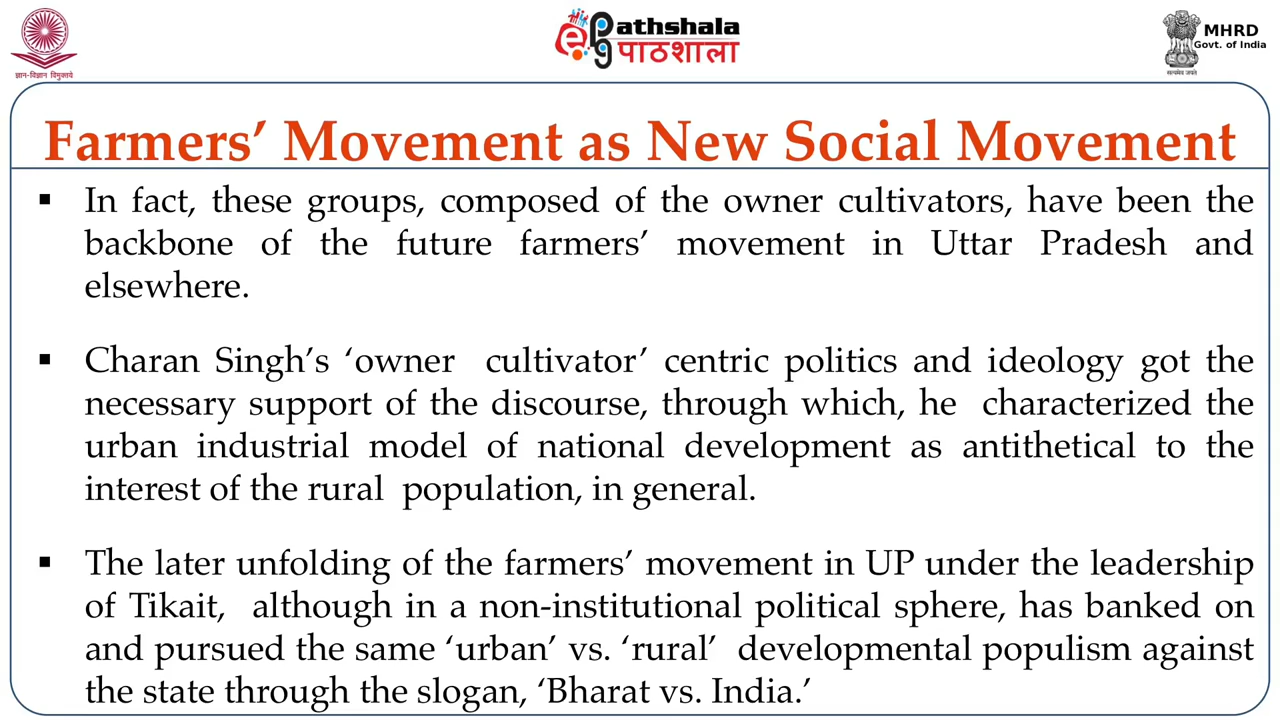 ज्ञान-विज्ञान विमुक्तये
ePathshala
पाठशाला
MHRD
Govt. of India
सत्यमेव जयते
Farmers’ Movement as New Social Movement
▪ In fact, these groups, composed of the owner cultivators, have been the
backbone of the future farmers’ movement in Uttar Pradesh and
elsewhere.
▪ Charan Singh’s ‘owner cultivator’ centric politics and ideology got the
necessary support of the discourse, through which, he characterized the
urban industrial model of national development as antithetical to the
interest of the rural population, in general.
▪ The later unfolding of the farmers’ movement in UP under the leadership
of Tikait, although in a non-institutional political sphere, has banked on
and pursued the same ‘urban’ vs. ‘rural’ developmental populism against
the state through the slogan, ‘Bharat vs. India.’